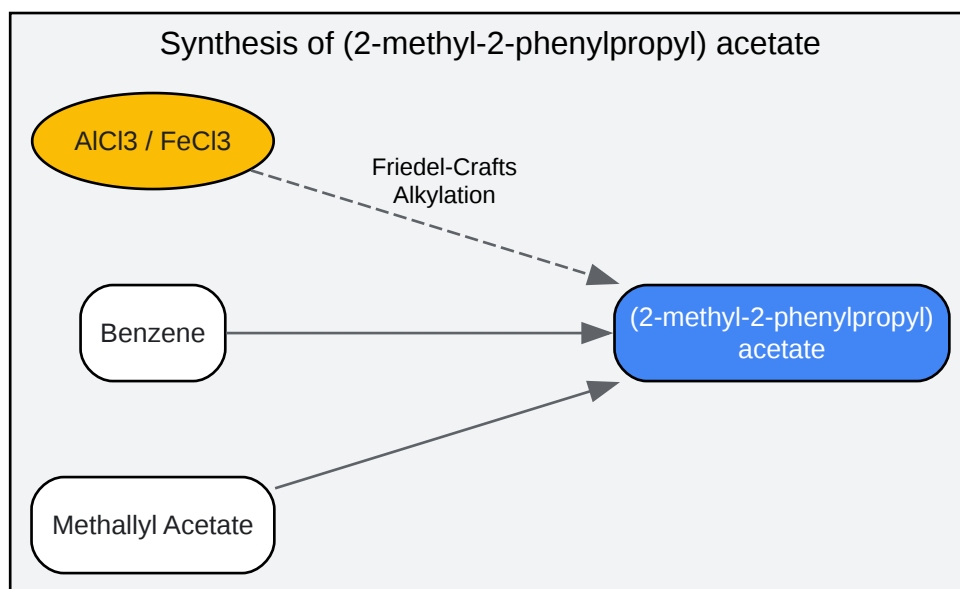 Synthesis of (2-methyl-2-phenylpropyl) acetate
AlCl3 / FeCl3
Friedel-Crafts
Alkylation
Benzene
(2-methyl-2-phenylpropyl)
acetate
Methallyl Acetate